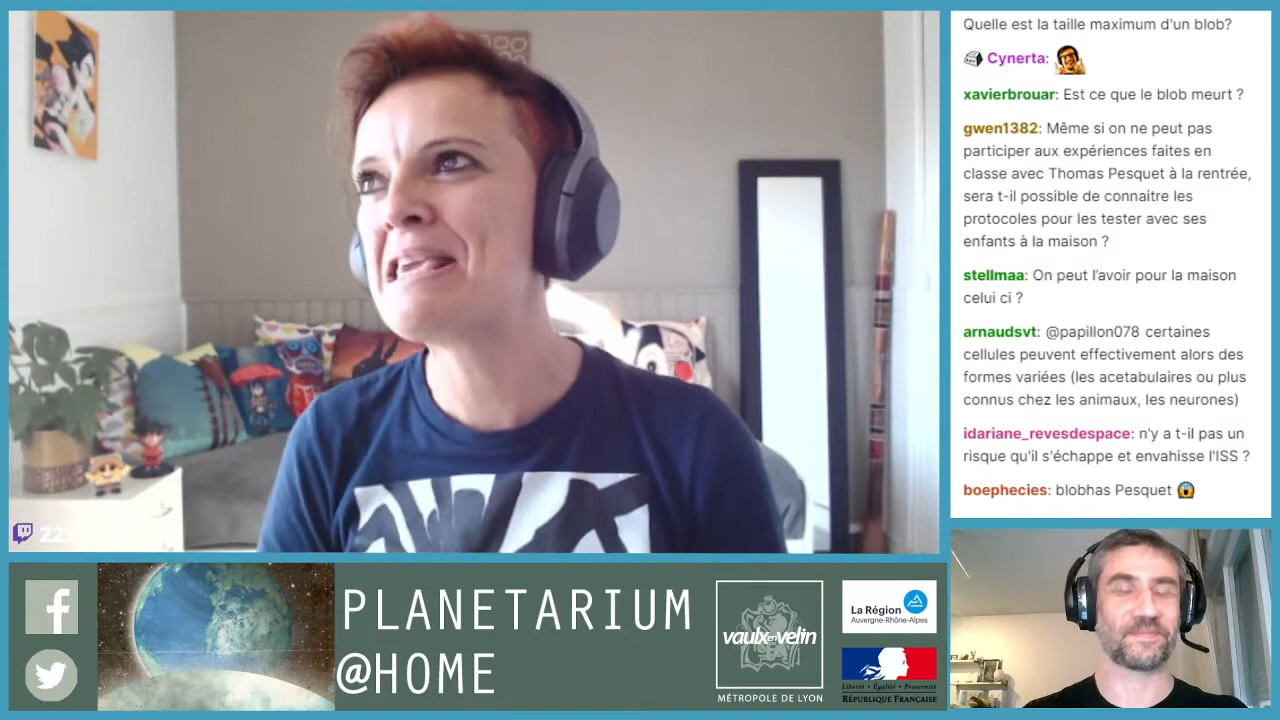 Quelle est la taille maximum d'un blob?
Cynerta:
xavierbrouar: Est ce que le blob meurt ?
gwen1382: Même si on ne peut pas
participer aux expériences faites en
classe avec Thomas Pesquet à la rentrée,
sera t-il possible de connaitre les
protocoles pour les tester avec ses
enfants à la maison ?
stellmaa: On peut l'avoir pour la maison
celui ci ?
arnaudsvt: @papillon078 certaines
cellules peuvent effectivement alors des
formes variées (les acetabulaires ou plus
connus chez les animaux, les neurones)
idariane_revesdespace: n'y a t-il pas un
risque qu'il s'échappe et envahisse l'ISS ?
boephecies: blobhas Pesquet
PLANETARIUM
@HOME
vaulx en velin
MÉTROPOLE DE LYON
La Région
Auvergne-Rhône-Alpes
Liberté • Égalité • Fraternité
RÉPUBLIQUE FRANÇAISE